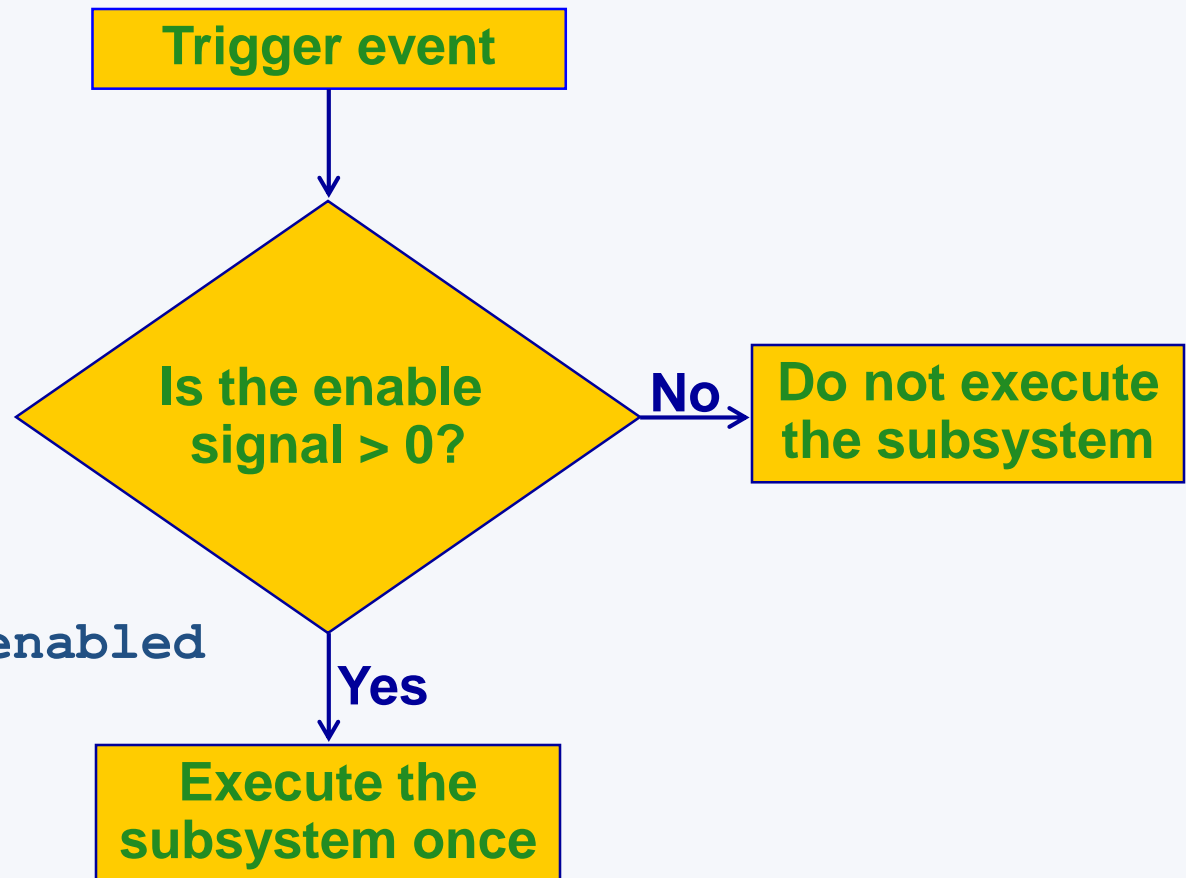 Trigger event
Is the enable
signal > 0?
No
Do not execute
the subsystem
enabled
Yes
Execute the
subsystem once